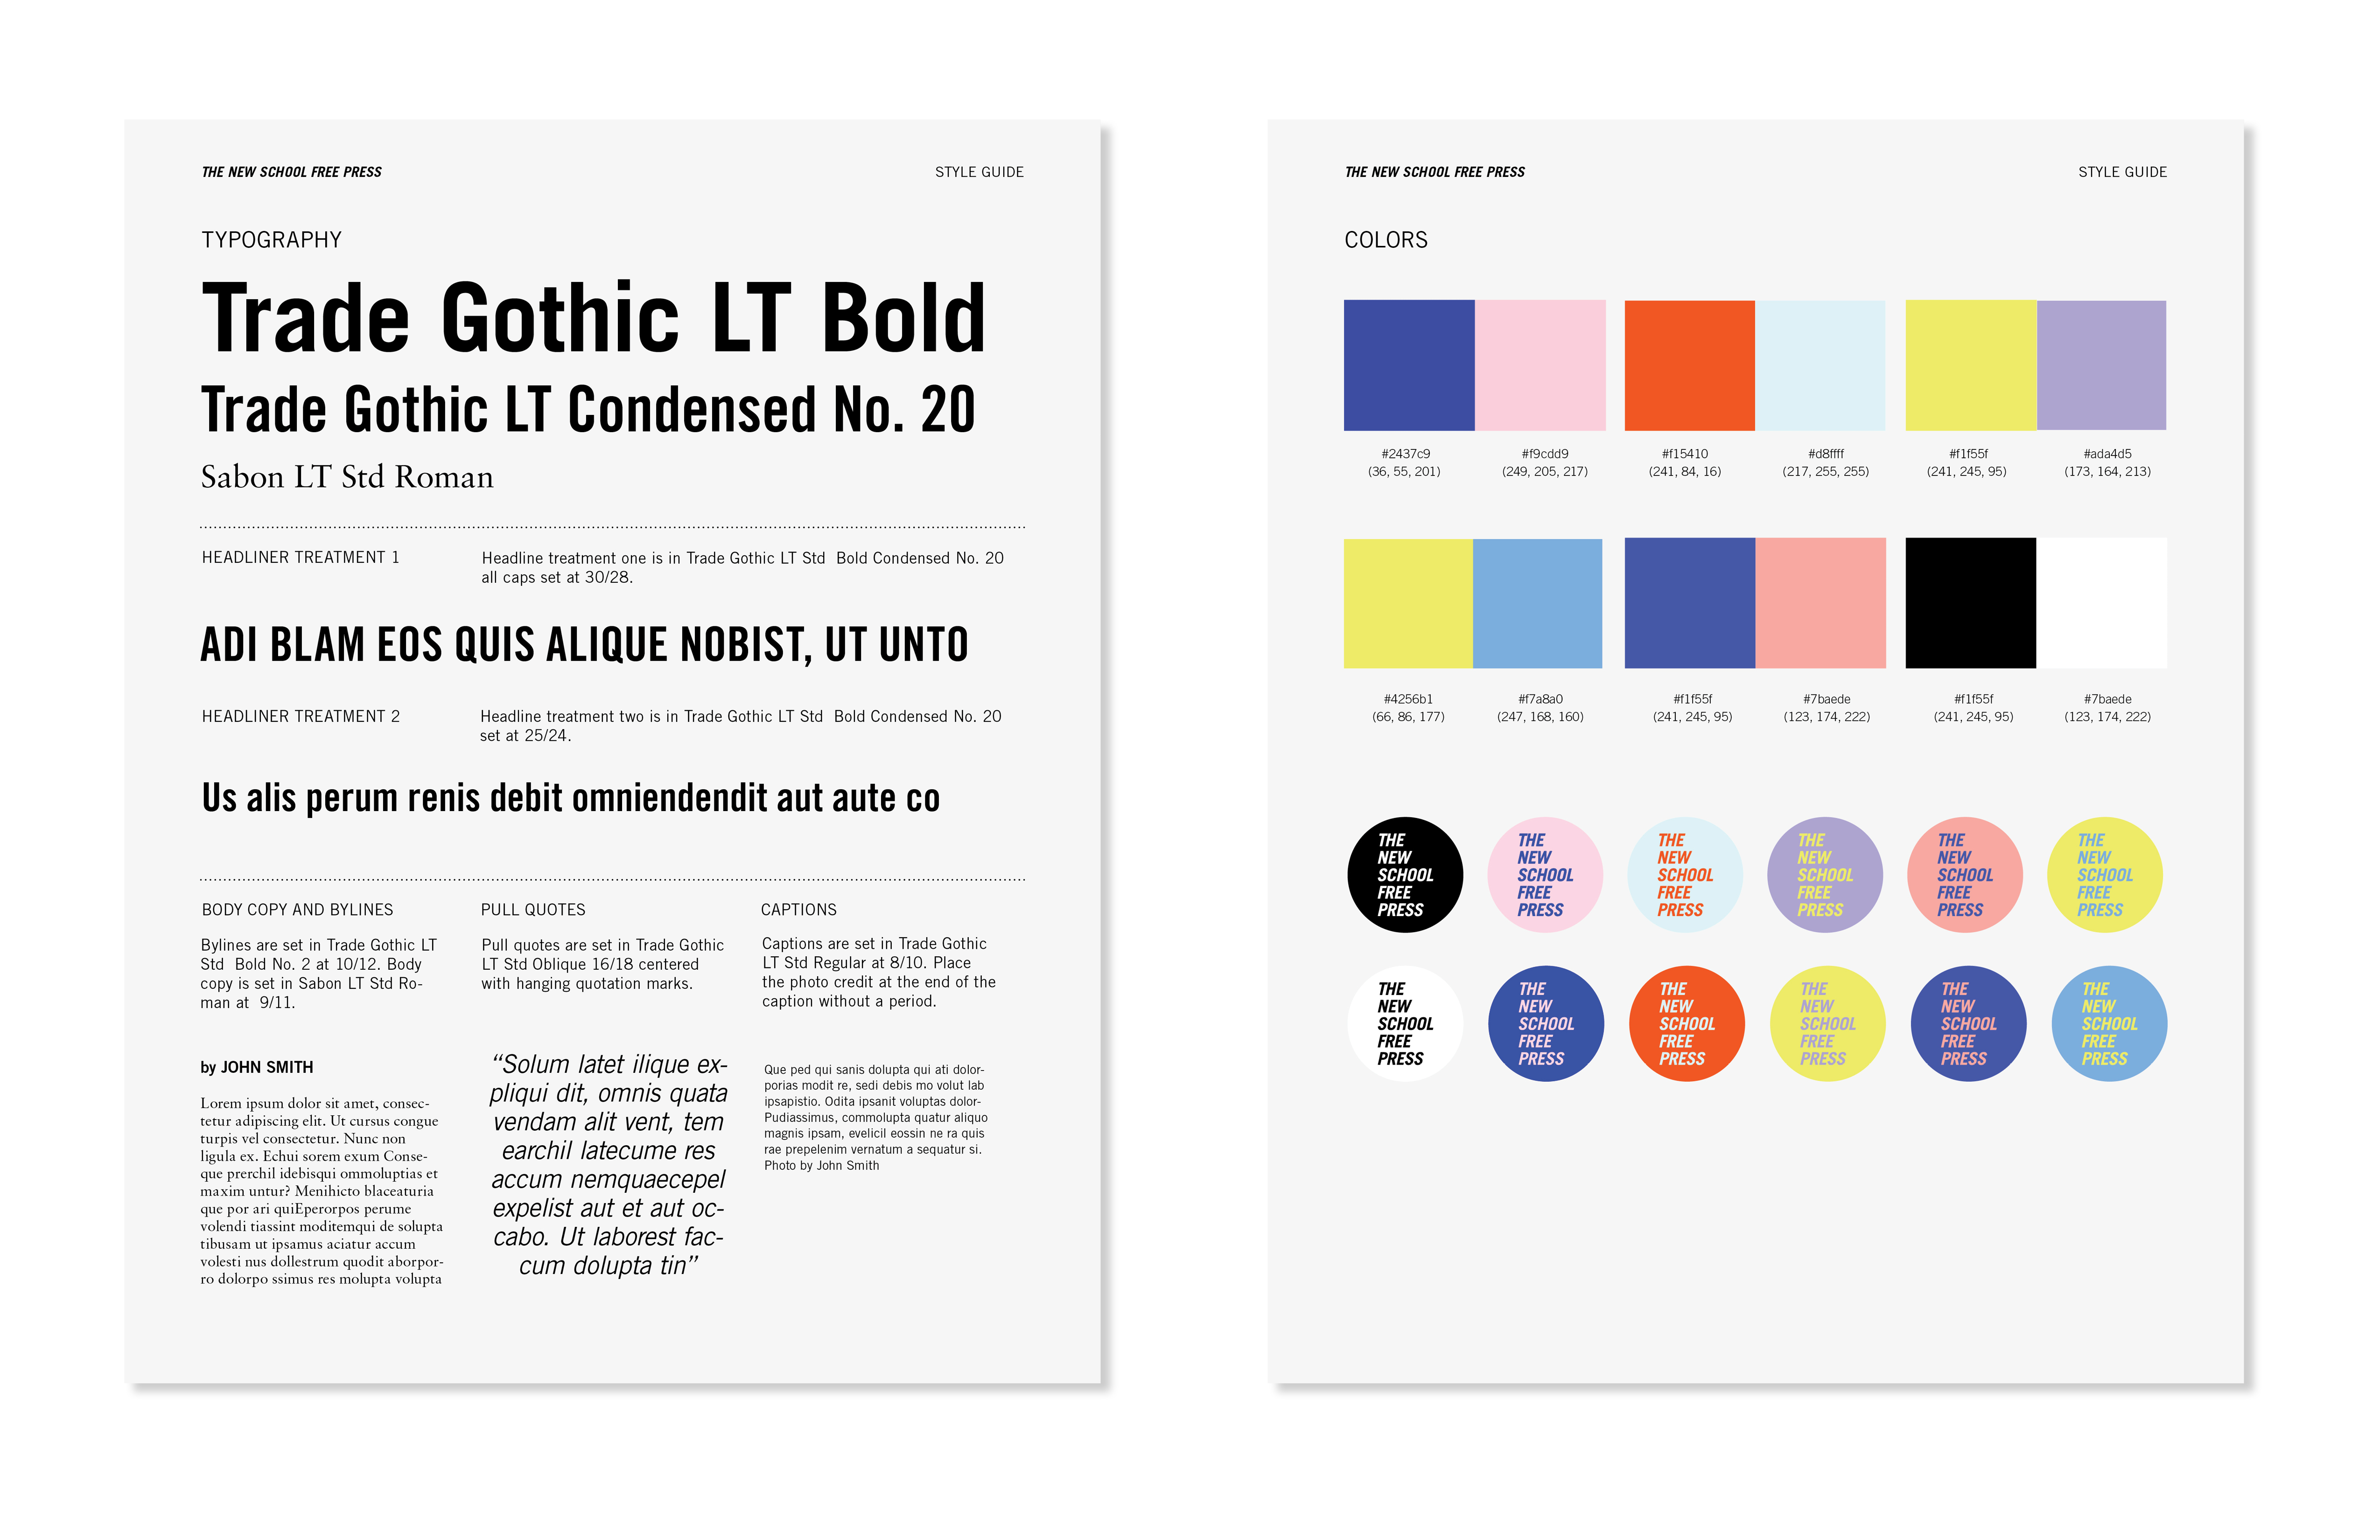 THE NEW SCHOOL FREE PRESS
STYLE GUIDE
TYPOGRAPHY
Trade Gothic LT Bold
Trade Gothic LT Condensed No. 20
Sabon LT Std Roman
HEADLINER TREATMENT 1
Headline treatment one is in Trade Gothic LT Std  Bold Condensed No. 20
all caps set at 30/28.
ADI BLAM EOS QUIS ALIQUE NOBIST, UT UNTO
HEADLINER TREATMENT 2
Headline treatment two is in Trade Gothic LT Std  Bold Condensed No. 20
set at 25/24.
Us alis perum renis debit omniendendit aut aute co
BODY COPY AND BYLINES
Bylines are set in Trade Gothic LT
Std  Bold No. 2 at 10/12. Body
copy is set in Sabon LT Std Ro-
man at  9/11.
by JOHN SMITH
Lorem ipsum dolor sit amet, consec-
tetur adipiscing elit. Ut cursus congue
turpis vel consectetur. Nunc non
ligula ex. Echui sorem exum Conse-
que prerchil idebisqui ommoluptias et
maxim untur? Menihicto blaceaturia
que por ari quiEperorpos perume
volendi tiassint moditemqui de solupta
tibusam ut ipsamus aciatur accum
volesti nus dollestrum quodit aborpor-
ro dolorpo ssimus res molupta volupta
PULL QUOTES
Pull quotes are set in Trade Gothic
LT Std Oblique 16/18 centered
with hanging quotation marks.
“Solum latet ilique ex-
pliqui dit, omnis quata
vendam alit vent, tem
earchil latecume res
accum nemquaecepel
expelist aut et aut oc-
cabo. Ut laborest fac-
cum dolupta tin”
CAPTIONS
Captions are set in Trade Gothic
LT Std Regular at 8/10. Place
the photo credit at the end of the
caption without a period.
Que ped qui sanis dolupta qui ati dolor-
porias modit re, sedi debis mo volut lab
ipsapistio. Odita ipsanit voluptas dolor-
Pudiassimus, commolupta quatur aliquo
magnis ipsam, evelicil eossin ne ra quis
rae prepelenim vernatum a sequatur si.
Photo by John Smith
THE NEW SCHOOL FREE PRESS
STYLE GUIDE
COLORS
#2437c9
(36, 55, 201)
#f9cdd9
(249, 205, 217)
#f15410
(241, 84, 16)
#d8ffff
(217, 255, 255)
#f1f55f
(241, 245, 95)
#ada4d5
(173, 164, 213)
#4256b1
(66, 86, 177)
#f7a8a0
(247, 168, 160)
#f1f55f
(241, 245, 95)
#7baede
(123, 174, 222)
#f1f55f
(241, 245, 95)
#7baede
(123, 174, 222)
THE
NEW
SCHOOL
FREE
PRESS
THE
NEW
SCHOOL
FREE
PRESS
THE
NEW
SCHOOL
FREE
PRESS
THE
NEW
SCHOOL
FREE
PRESS
THE
NEW
SCHOOL
FREE
PRESS
THE
NEW
SCHOOL
FREE
PRESS
THE
NEW
SCHOOL
FREE
PRESS
THE
NEW
SCHOOL
FREE
PRESS
THE
NEW
SCHOOL
FREE
PRESS
THE
NEW
SCHOOL
FREE
PRESS
THE
NEW
SCHOOL
FREE
PRESS
THE
NEW
SCHOOL
FREE
PRESS